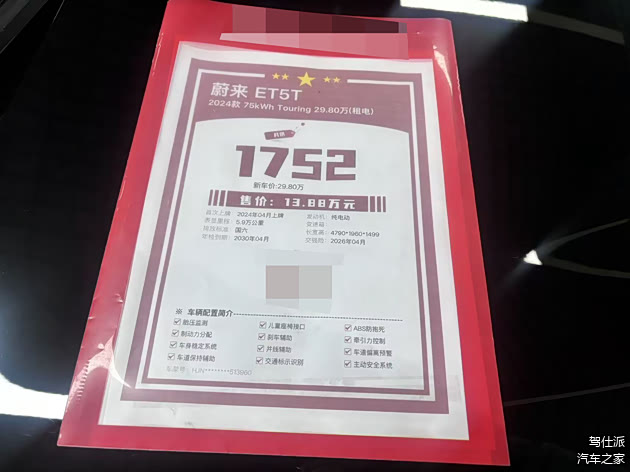 蔚来 ET5T
2024款 75kWh Touring 29.80万(租电)
1752
新车价:29.80万
售价：13.88万元
首次上牌：2024年04月上牌 发动机：纯电动
表显里程：5.9万公里 变速箱：
排放标准：国六 长宽高：4790*1960*1499
年检到期：2030年04月 交强险：2026年04月
※ 车辆配置简介
胎压监测 儿童座椅接口 ABS防抱死
制动力分配 刹车辅助 牵引力控制
车身稳定系统 并线辅助 车道偏离预警
车道保持辅助 交通标示识别 主动安全系统
车架号：HJN********513960
驾仕派
汽车之家